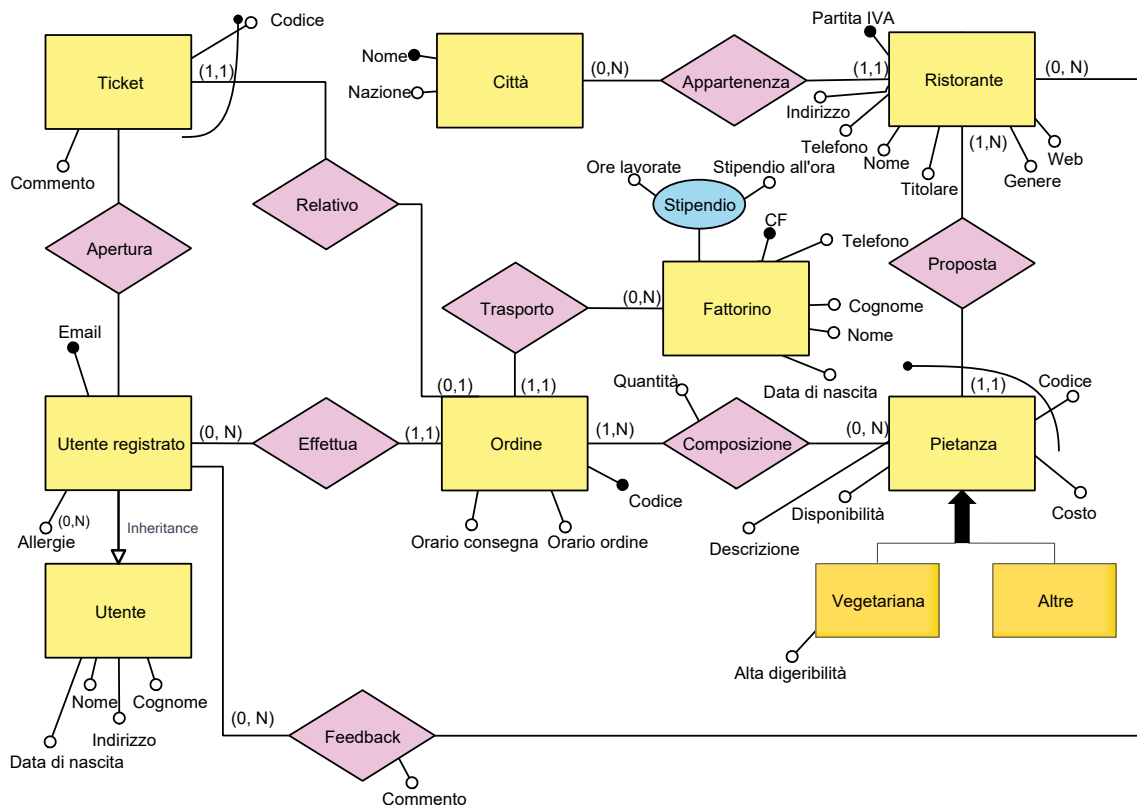 Codice
Partita IVA
Ticket
(1,1)
Nome
Città
(0,N)
Appartenenza
(1,1)
Ristorante
(0, N)
Nazione
Indirizzo
Telefono
Nome
Titolare
(1,N)
Genere
Web
Commento
Relativo
Ore lavorate
Stipendio all'ora
Stipendio
CF
Telefono
Apertura
Proposta
Trasporto
(0,N)
Fattorino
Cognome
Nome
Data di nascita
Email
(0,1)
(1,1)
Quantità
(1,1)
Codice
Utente registrato
(0, N)
Effettua
(1,1)
Ordine
(1,N)
Composizione
(0, N)
Pietanza
Codice
Costo
Disponibilità
Descrizione
Orario consegna
Orario ordine
(0,N)
Allergie
Inheritance
Utente
Vegetariana
Altre
Alta digeribilità
Nome
Cognome
Indirizzo
Data di nascita
(0, N)
Feedback
Commento